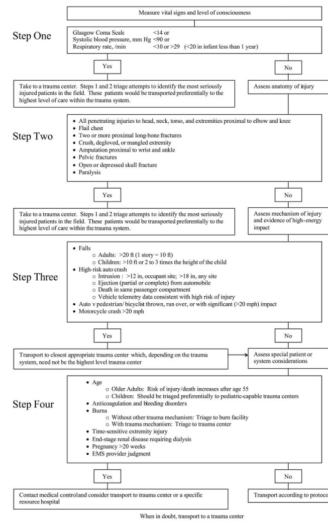 Measure vital signs and level of consciousness
Step One
Glasgow Coma Scale <14 or
Systolic blood pressure, mm Hg <90 or
Respiratory rate, /min <10 or >29 (<20 in infant less than 1 year)
Yes
No
Take to a trauma center. Steps 1 and 2 triage attempts to identify the most seriously
injured patients in the field. These patients would be transported preferentially to the
highest level of care within the trauma system.
Assess anatomy of injury
Step Two
• All penetrating injuries to head, neck, torso, and extremities proximal to elbow and knee
• Flail chest
• Two or more proximal long-bone fractures
• Crush, degloved, or mangled extremity
• Amputation proximal to wrist and ankle
• Pelvic fractures
• Open or depressed skull fracture
• Paralysis
Yes
No
Take to a trauma center. Steps 1 and 2 triage attempts to identify the most seriously
injured patients in the field. These patients would be transported preferentially to the
highest level of care within the trauma system.
Assess mechanism of injury
and evidence of high-energy
impact
Step Three
• Falls
o Adults: >20 ft (1 story = 10 ft)
o Children: >10 ft or 2 to 3 times the height of the child
• High-risk auto crash
o Intrusion: >12 in, occupant site; >18 in, any site
o Ejection (partial or complete) from automobile
o Death in same passenger compartment
o Vehicle telemetry data consistent with high risk of injury
• Auto v pedestrian/ bicyclist thrown, run over, or with significant (>20 mph) impact
• Motorcycle crash >20 mph
Yes
No
Transport to closest appropriate trauma center which, depending on the trauma
system, need not be the highest level trauma center
Assess special patient or
system considerations
Step Four
• Age
o Older Adults: Risk of injury/death increases after age 55
o Children: Should be triaged preferentially to pediatric-capable trauma centers
• Anticoagulation and Bleeding disorders
• Burns
o Without other trauma mechanism: Triage to burn facility
o With trauma mechanism: Triage to trauma center
• Time-sensitive extremity injury
• End-stage renal disease requiring dialysis
• Pregnancy >20 weeks
• EMS provider judgment
Yes
No
Contact medical control and consider transport to trauma center or a specific
resource hospital
Transport according to protocol
When in doubt, transport to a trauma center